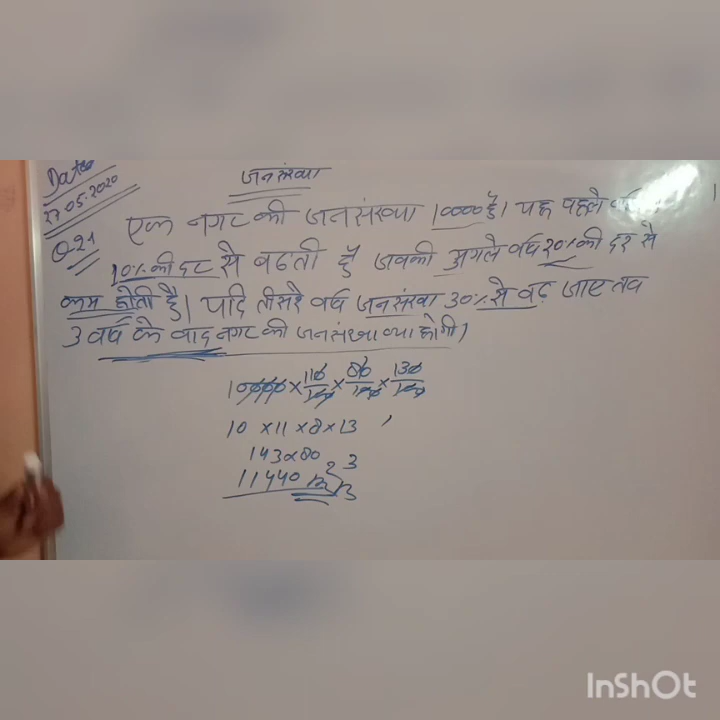 Date
27.05.2020
जनसंख्या
Q21
एक नगर की जनसंख्या 10000 है। यह पहले वर्ष
10% की दर से बढती है जबकी अगले वर्ष 20% की दर से
कम होती है। यदि तीसरे वर्ष जनसंख्या 30% से बढ़ जाए तब
3 वर्ष के बाद नगर की जनसंख्या क्या होगी।
10000 × 110/100 × 80/100 × 130/100
10 × 11 × 8 × 13
143 × 80
11440
InShOt